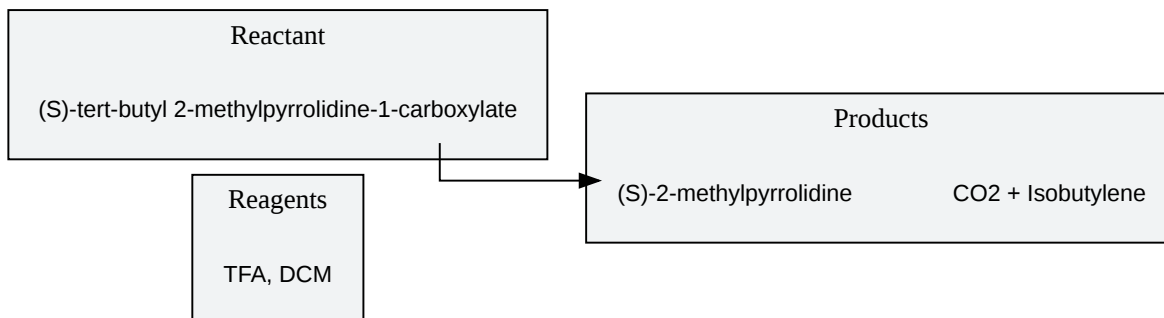 Reactant
(S)-tert-butyl 2-methylpyrrolidine-1-carboxylate
Reagents
TFA, DCM
Products
(S)-2-methylpyrrolidine
CO2 + Isobutylene